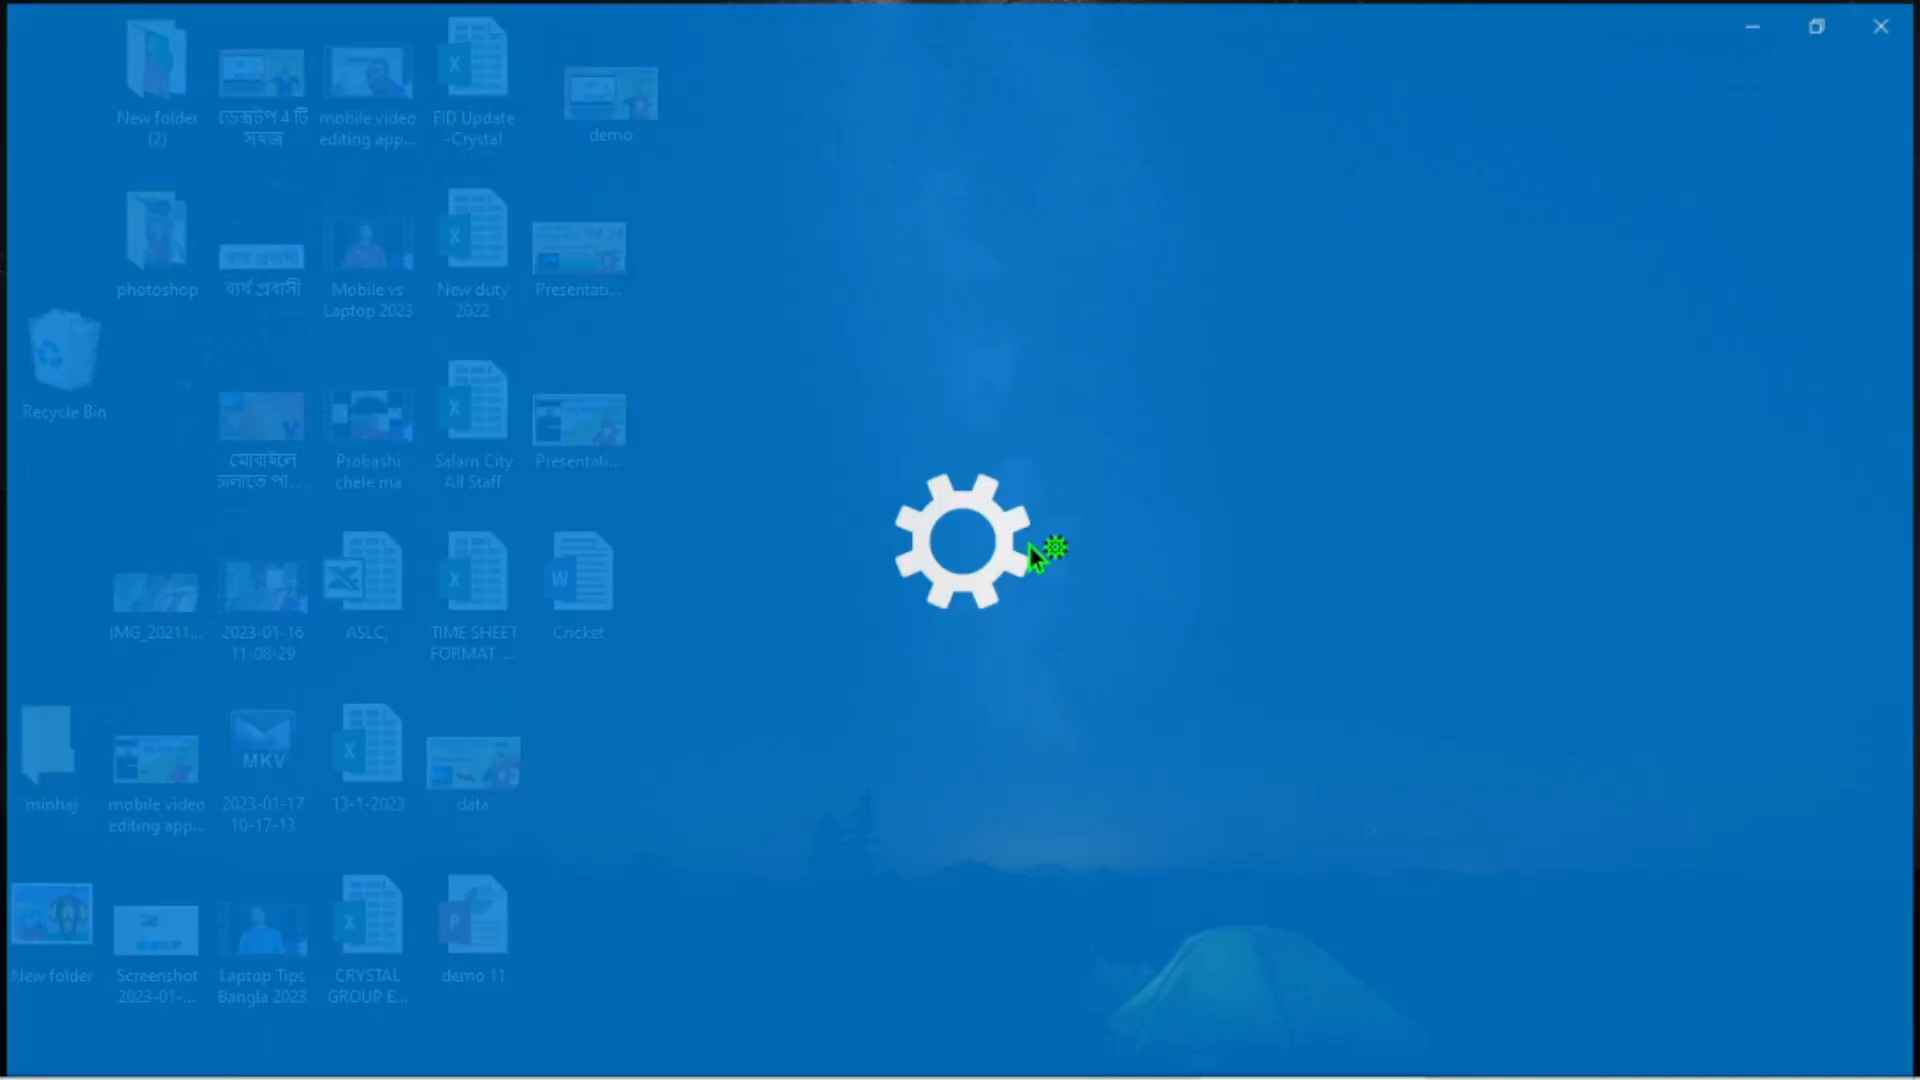 New folder
(2)
ডেক্সটপ 4 টি
সহজ
mobile video
editing app...
EID Update
-Crystal
demo
photoshop
ব্যর্থ প্রবাসী
Mobile vs
Laptop 2023
New duty
2022
Presentati...
Recycle Bin
মোবাইলে
চালাতে পা...
Probashi
chele ma
Salam City
All Staff
Presentati...
IMG_20211...
2023-01-16
11-08-29
ASLC,
TIME SHEET
FORMAT ...
Cricket
minhaj
mobile video
editing app...
MKV
2023-01-17
10-17-13
13-1-2023
data
New folder
Screenshot
2023-01-...
Laptop Tips
Bangla 2023
CRYSTAL
GROUP E...
demo 11